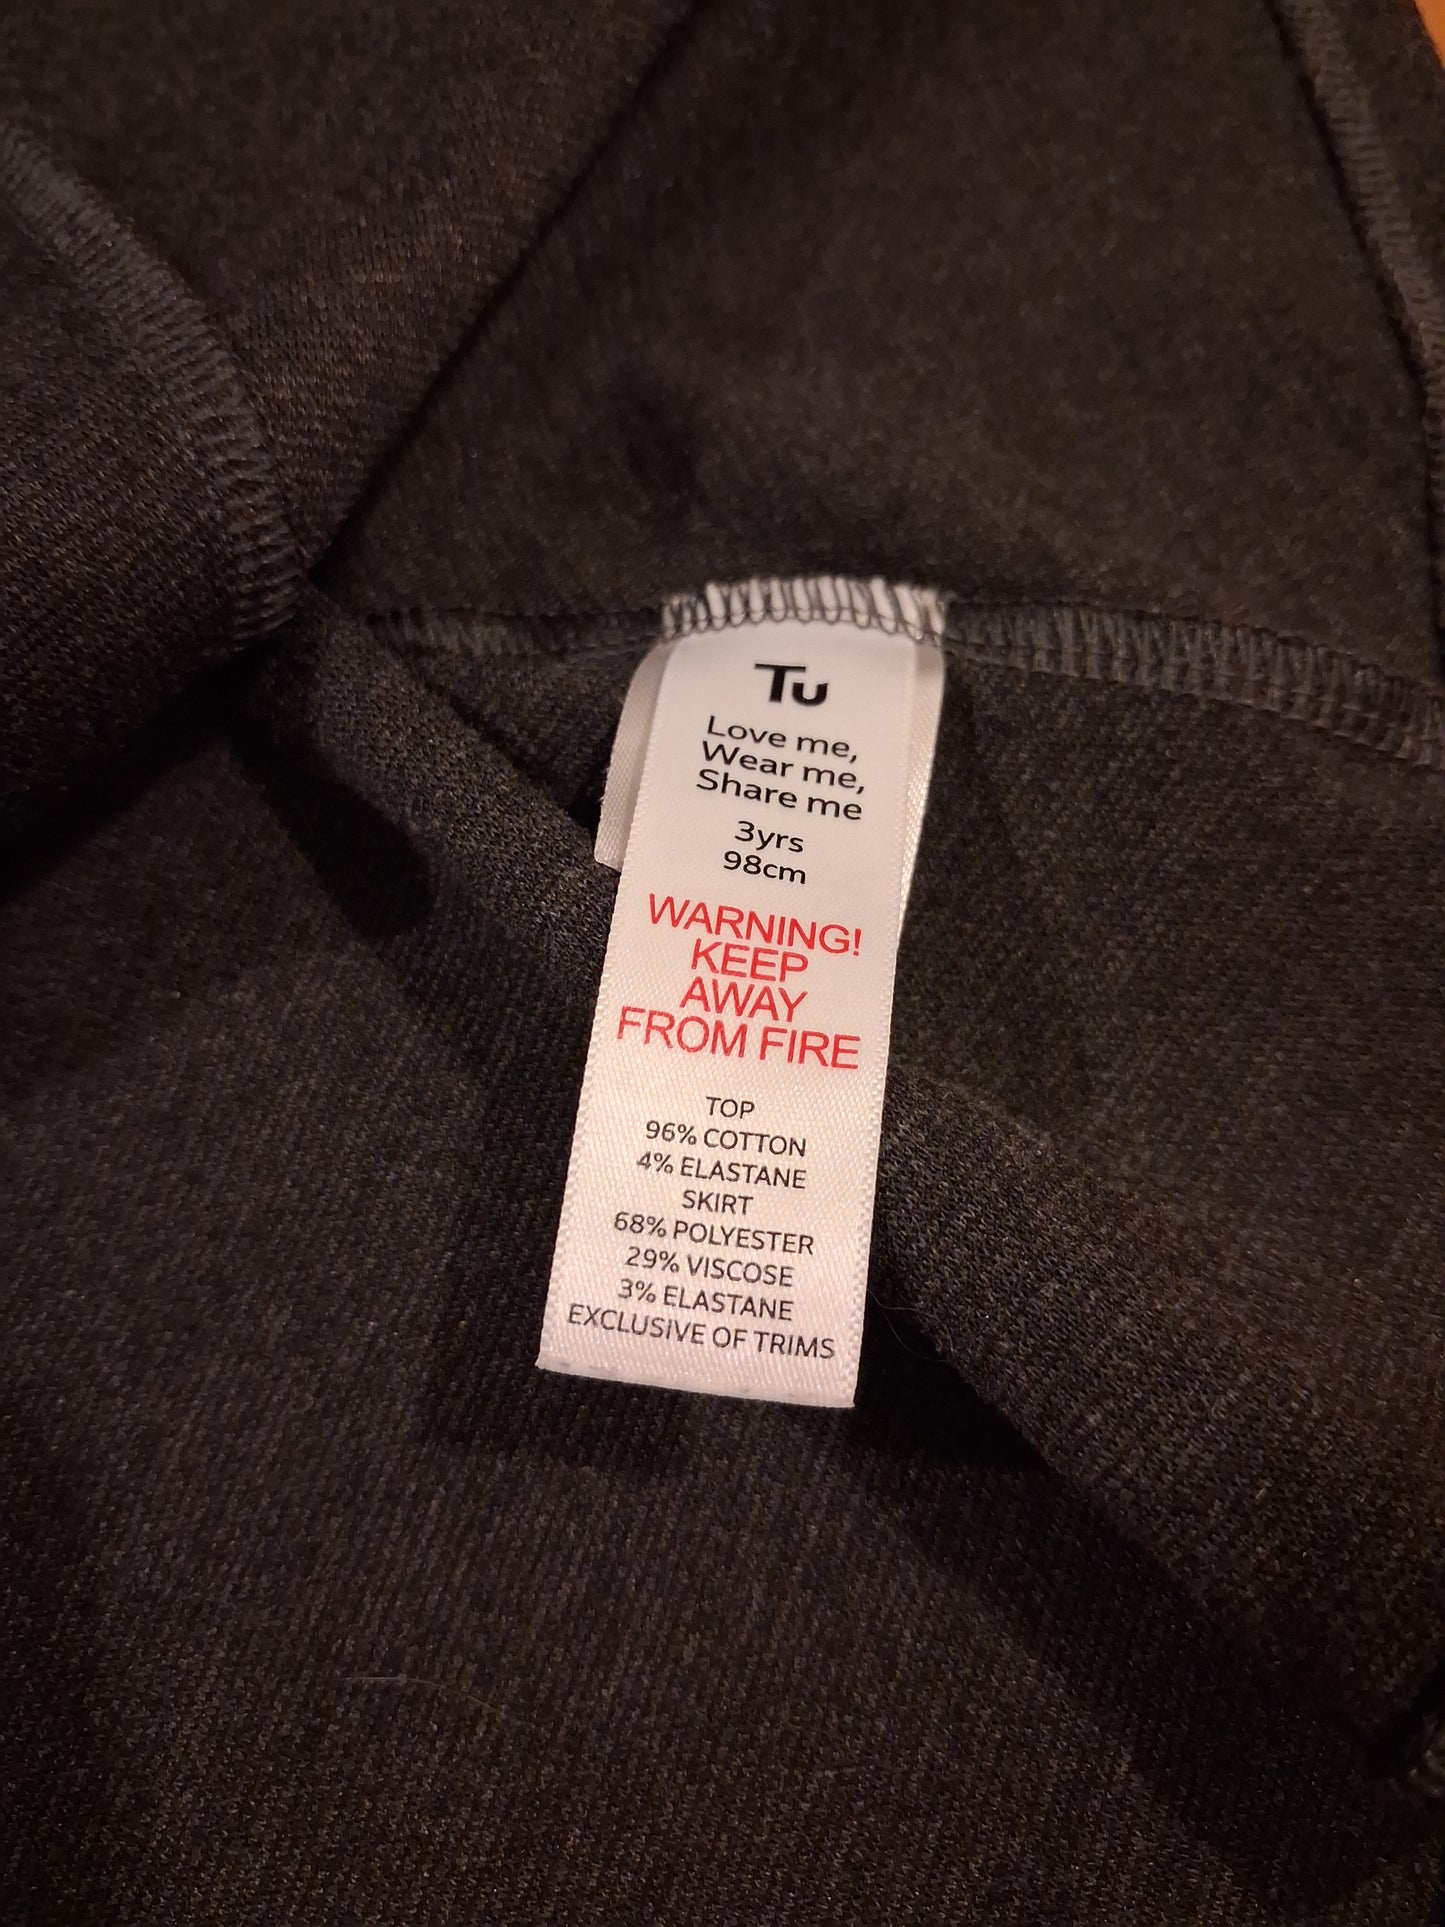 Tu
Love me,
Wear me,
Share me
3yrs
98cm
WARNING!
KEEP
AWAY
FROM FIRE
TOP
96% COTTON
4% ELASTANE
SKIRT
68% POLYESTER
29% VISCOSE
3% ELASTANE
EXCLUSIVE OF TRIMS